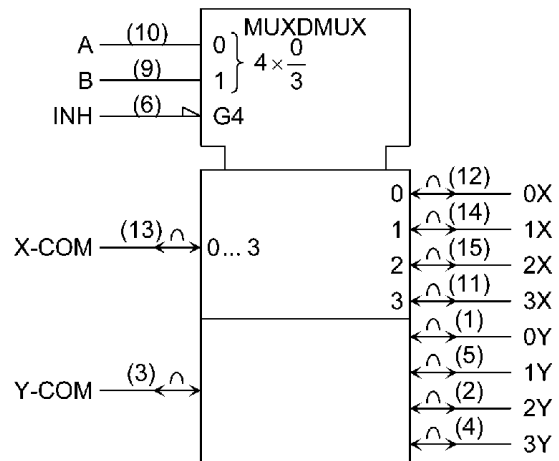 MUXDMUX
A (10) 0 } 4 × 0/3
B (9) 1
INH (6) G4
0 ∩ (12) 0X
1 ∩ (14) 1X
X-COM (13) ∩ 0... 3
2 ∩ (15) 2X
3 ∩ (11) 3X
∩ (1) 0Y
∩ (5) 1Y
Y-COM (3) ∩
∩ (2) 2Y
∩ (4) 3Y